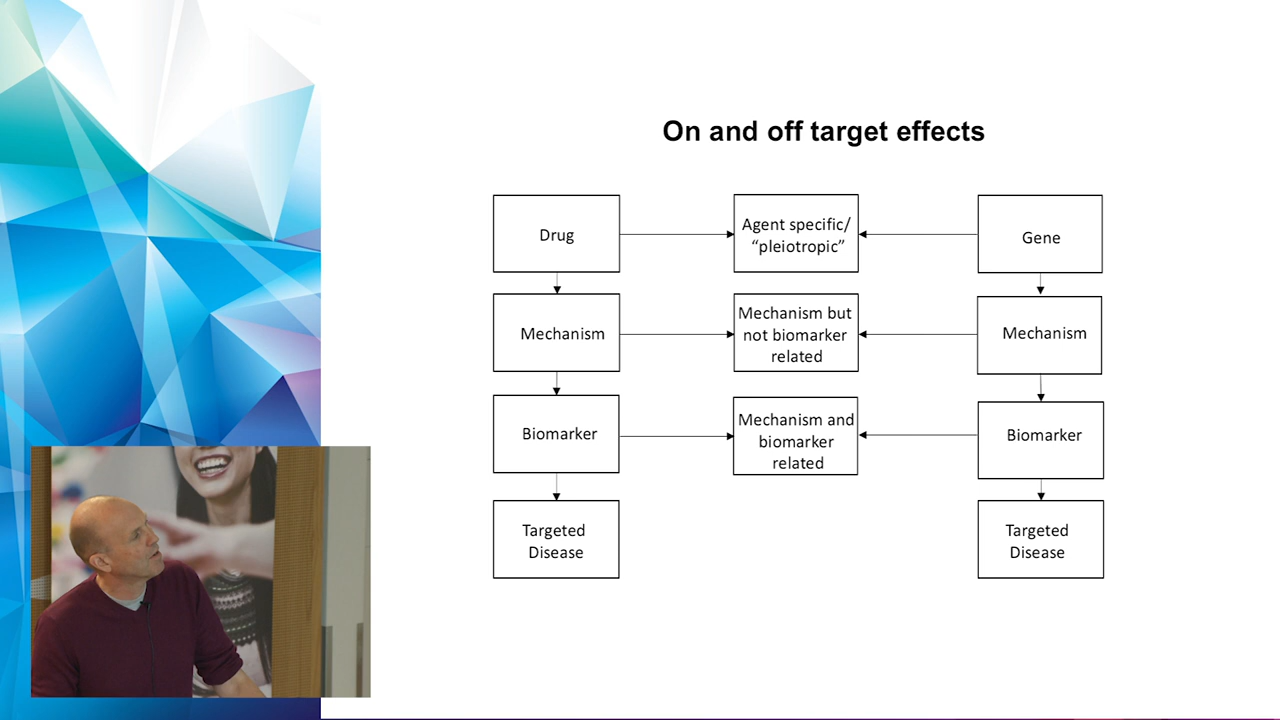 On and off target effects
Drug
Agent specific/
“pleiotropic”
Gene
Mechanism
Mechanism but
not biomarker
related
Mechanism
Biomarker
Mechanism and
biomarker
related
Biomarker
Targeted
Disease
Targeted
Disease